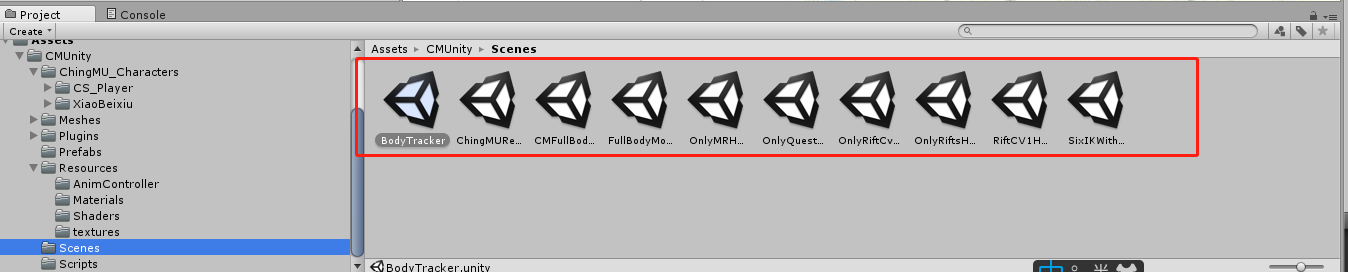 Project
Console
Create
Assets
CMUnity
ChingMU_Characters
CS_Player
XiaoBeixiu
Meshes
Plugins
Prefabs
Resources
AnimController
Materials
Shaders
textures
Scenes
Scripts
Assets ▸ CMUnity ▸ Scenes
BodyTracker ChingMURe... CMFullBod... FullBodyMo... OnlyMRH... OnlyQuest... OnlyRiftCv... OnlyRiftsH... RiftCV1H... SixIKWith...
BodyTracker.unity